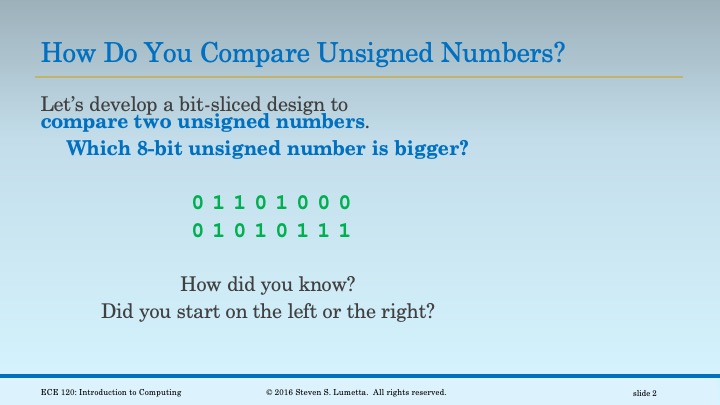 How Do You Compare Unsigned Numbers?
Let’s develop a bit-sliced design to
compare two unsigned numbers.
Which 8-bit unsigned number is bigger?
0 1 1 0 1 0 0 0
0 1 0 1 0 1 1 1
How did you know?
Did you start on the left or the right?
ECE 120: Introduction to Computing
© 2016 Steven S. Lumetta. All rights reserved.
slide 2